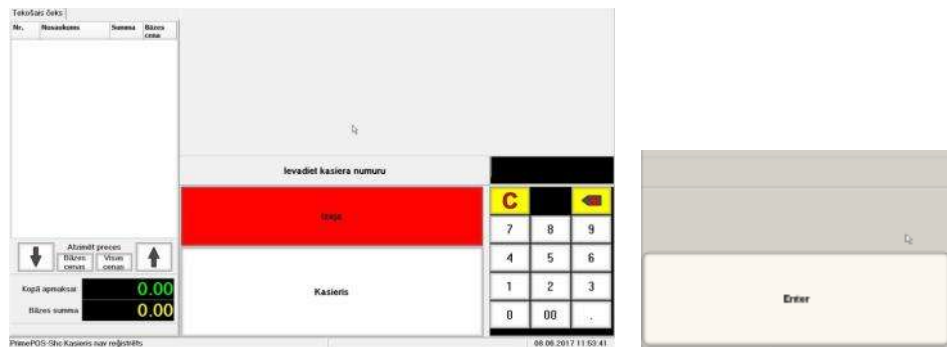 Tekošais čeks
Nr. Nosaukums Summa Bāzes cena
Ievadiet kasiera numuru
Izeja
C
7 8 9
4 5 6
1 2 3
0 00 .
Kasieris
Atzīmēt preces
Bāzes cenas Visas cenas
Kopā apmaksai 0.00
Bāzes summa 0.00
PrimePOS-Shc Kasieris nav reģistrēts 08.06.2017 11:53:41
Enter